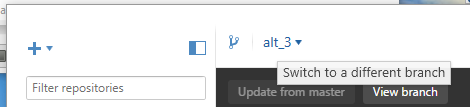 alt_3
Switch to a different branch
Filter repositories
Update from master
View branch